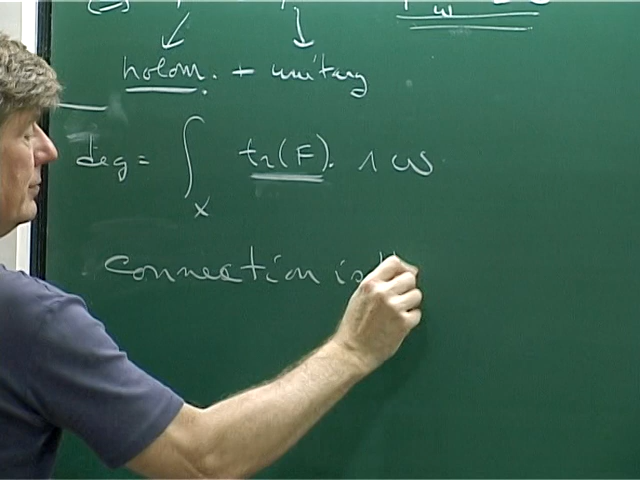 holom. + unitary
deg = ∫_X tr(F). ∧ ω
connection is